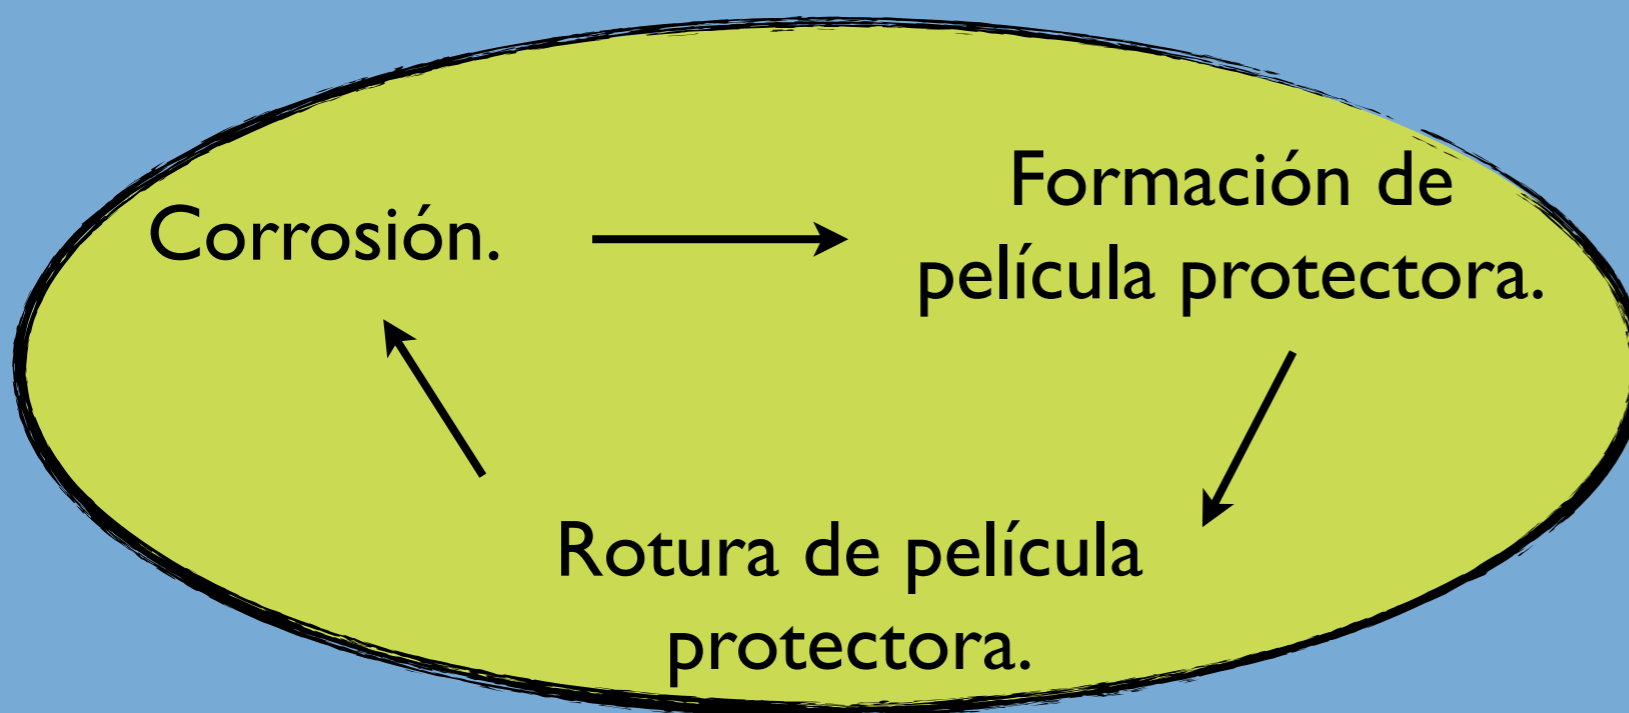 Corrosión.
Formación de
película protectora.
Rotura de película
protectora.